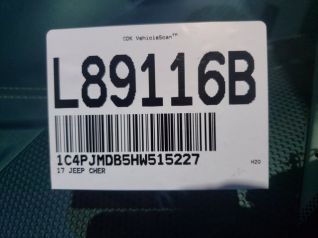 CDK VehicleScan™
L89116B
1C4PJMDB5HW515227
17 JEEP CHER
H20